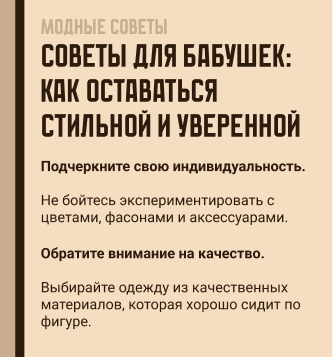 МОДНЫЕ СОВЕТЫ
СОВЕТЫ ДЛЯ БАБУШЕК:
КАК ОСТАВАТЬСЯ
СТИЛЬНОЙ И УВЕРЕННОЙ
Подчеркните свою индивидуальность.
Не бойтесь экспериментировать с
цветами, фасонами и аксессуарами.
Обратите внимание на качество.
Выбирайте одежду из качественных
материалов, которая хорошо сидит по
фигуре.